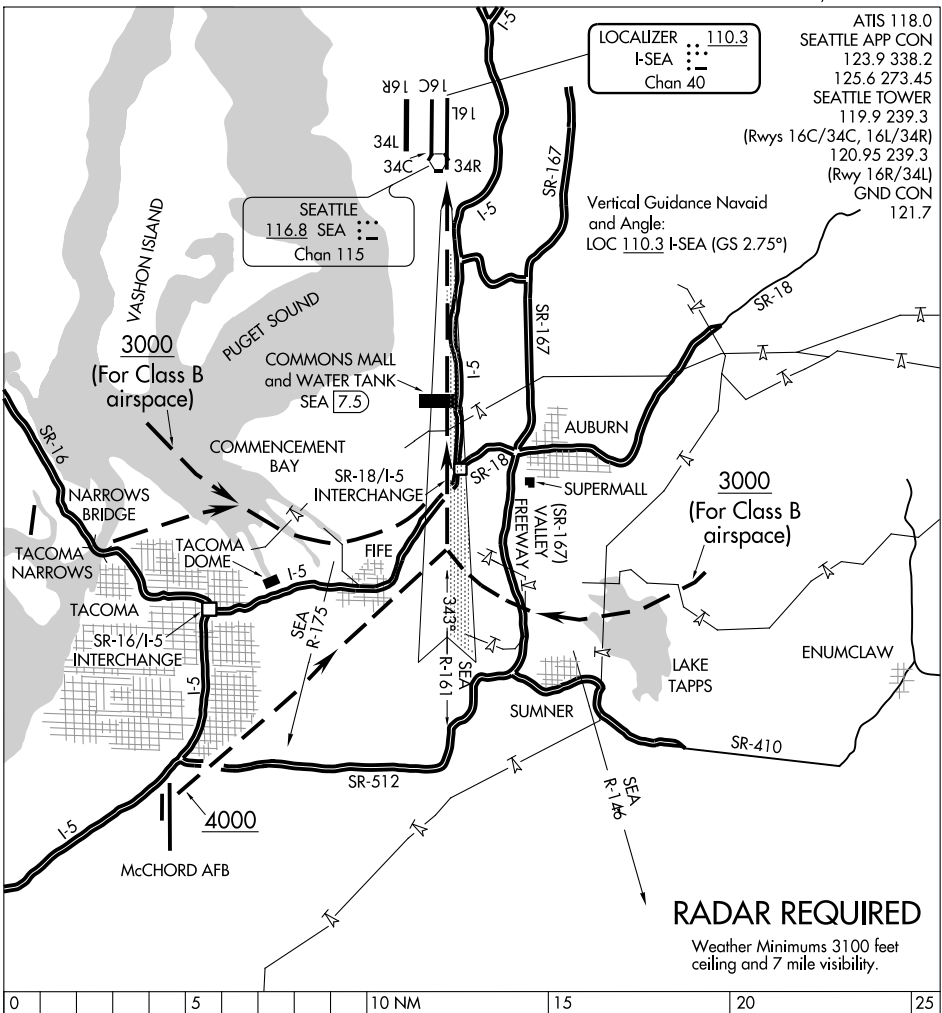 I-5
I-5
LOCALIZER 110.3
I-SEA
Chan 40
ATIS 118.0
SEATTLE APP CON
123.9 338.2
125.6 273.45
SEATTLE TOWER
119.9 239.3
(Rwys 16C/34C, 16L/34R)
120.95 239.3
(Rwy 16R/34L)
GND CON
121.7
16R
16C
16L
34L
34C
34R
SEATTLE
116.8 SEA
Chan 115
I-5
SR-167
Vertical Guidance Navaid
and Angle:
LOC 110.3 I-SEA (GS 2.75°)
VASHON ISLAND
PUGET SOUND
3000
(For Class B
airspace)
COMMONS MALL
and WATER TANK
SEA 7.5
I-5
SR-167
SR-18
SR-16
COMMENCEMENT
BAY
SR-18/I-5
INTERCHANGE
SR-18
AUBURN
SUPERMALL
3000
(For Class B
airspace)
NARROWS
BRIDGE
TACOMA
NARROWS
TACOMA
DOME
I-5
FIFE
(SR-167)
VALLEY
FREEWAY
TACOMA
SR-16/I-5
INTERCHANGE
I-5
SEA
R-175
343°
SEA
R-161
SUMNER
LAKE
TAPPS
ENUMCLAW
SR-410
SR-512
SEA
R-146
I-5
4000
McCHORD AFB
RADAR REQUIRED
Weather Minimums 3100 feet
ceiling and 7 mile visibility.
0 5 10 NM 15 20 25